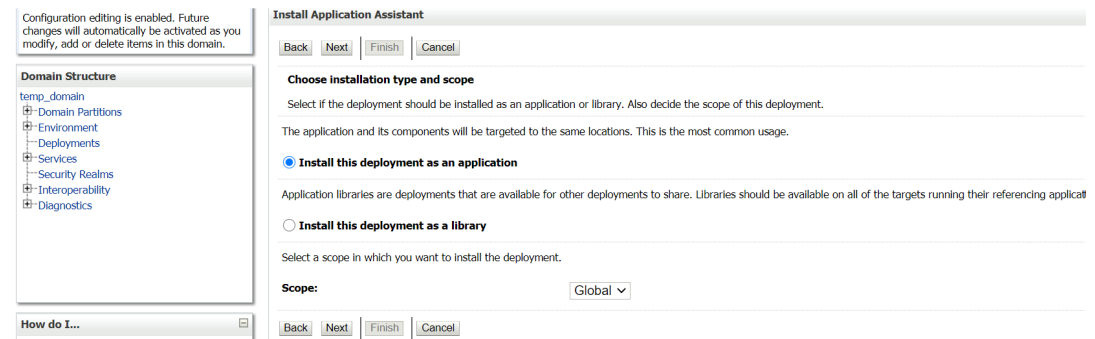 Configuration editing is enabled. Future
changes will automatically be activated as you
modify, add or delete items in this domain.
Domain Structure
temp_domain
Domain Partitions
Environment
Deployments
Services
Security Realms
Interoperability
Diagnostics
How do I...
Install Application Assistant
Back Next Finish Cancel
Choose installation type and scope
Select if the deployment should be installed as an application or library. Also decide the scope of this deployment.
The application and its components will be targeted to the same locations. This is the most common usage.
Install this deployment as an application
Application libraries are deployments that are available for other deployments to share. Libraries should be available on all of the targets running their referencing
Install this deployment as a library
Select a scope in which you want to install the deployment.
Scope: Global
Back Next Finish Cancel